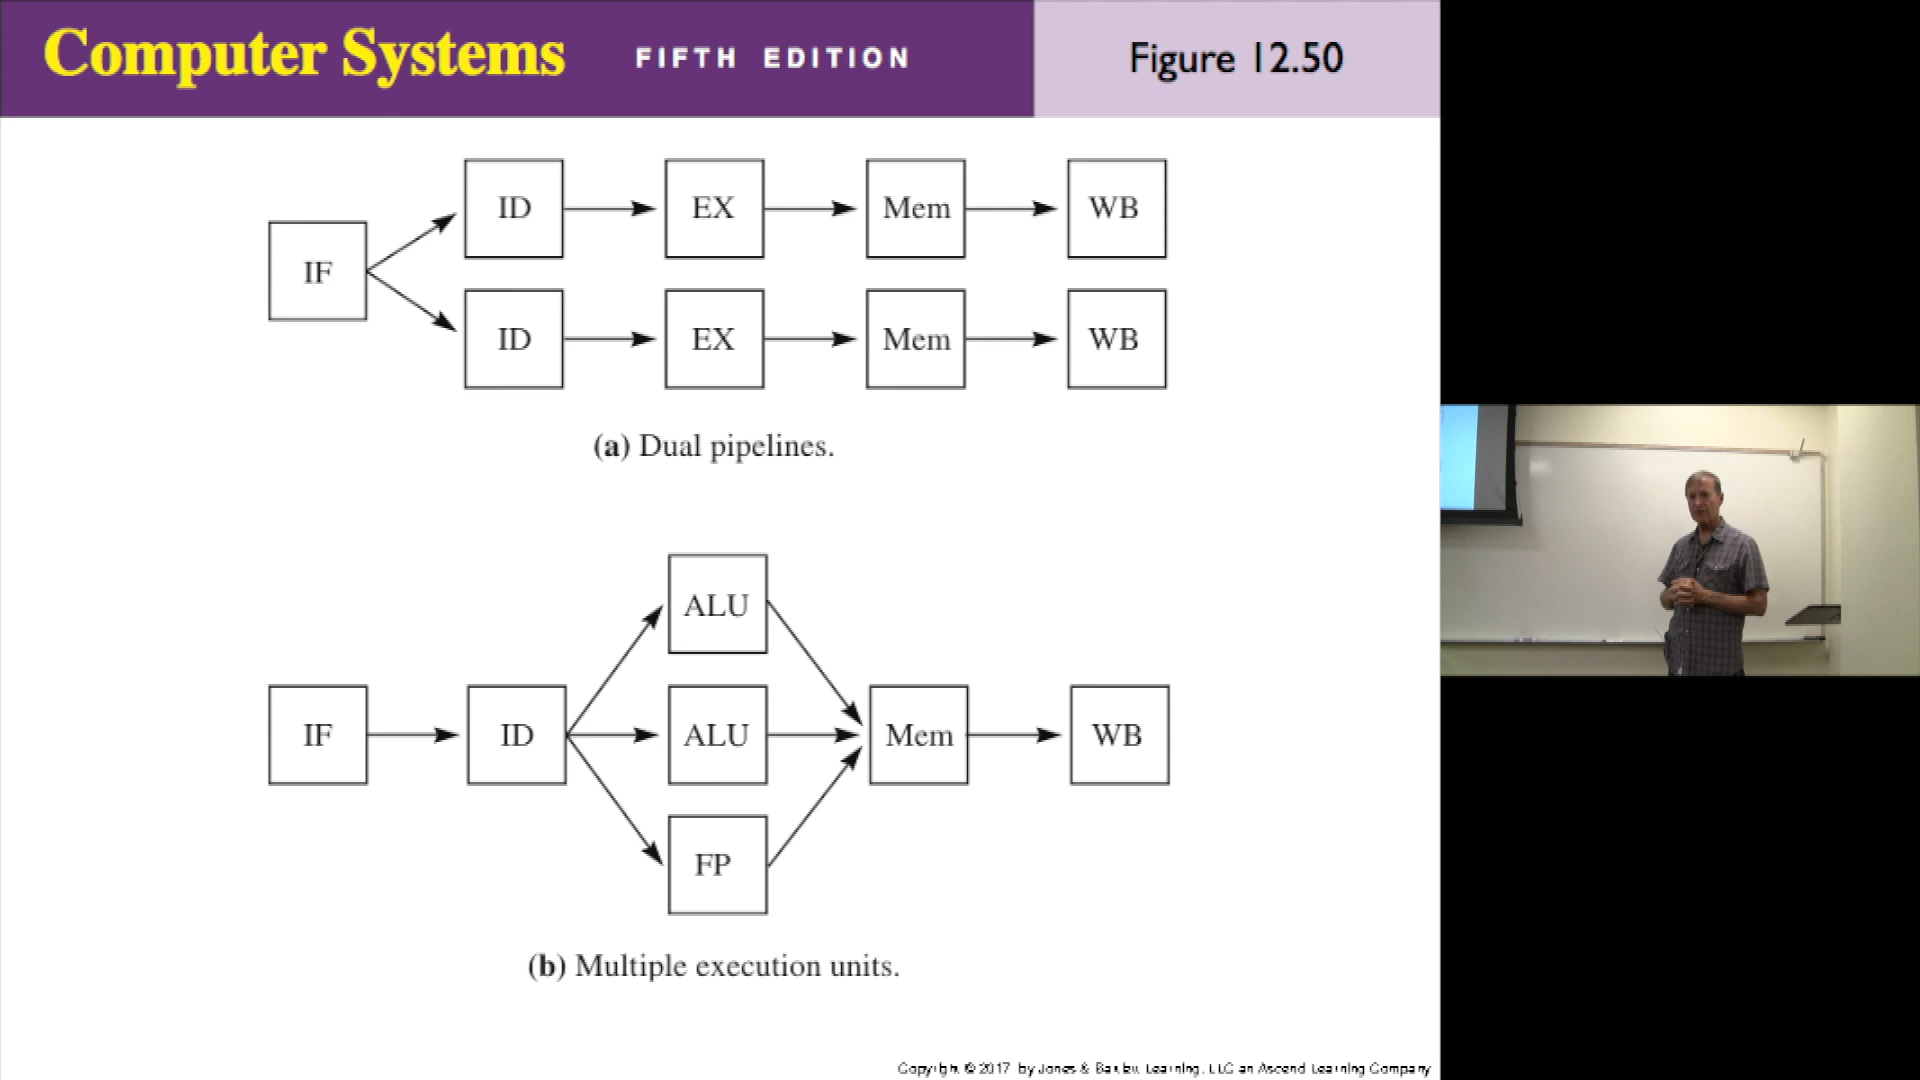 Computer Systems FIFTH EDITION Figure 12.50
ID EX Mem WB
IF
ID EX Mem WB
(a) Dual pipelines.
ALU
IF ID ALU Mem WB
FP
(b) Multiple execution units.
Copyright © 2017 by Jones & Bartlett Learning, LLC an Ascend Learning Company